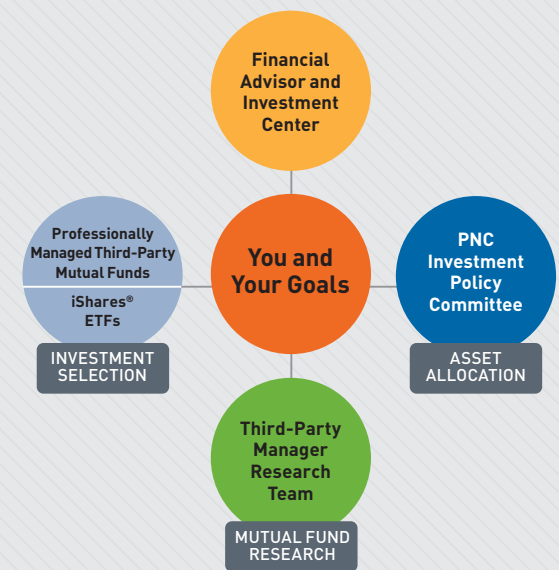 Financial
Advisor and
Investment
Center
Professionally
Managed Third-Party
Mutual Funds
iShares®
ETFs
INVESTMENT
SELECTION
You and
Your Goals
PNC
Investment
Policy
Committee
ASSET
ALLOCATION
Third-Party
Manager
Research
Team
MUTUAL FUND
RESEARCH